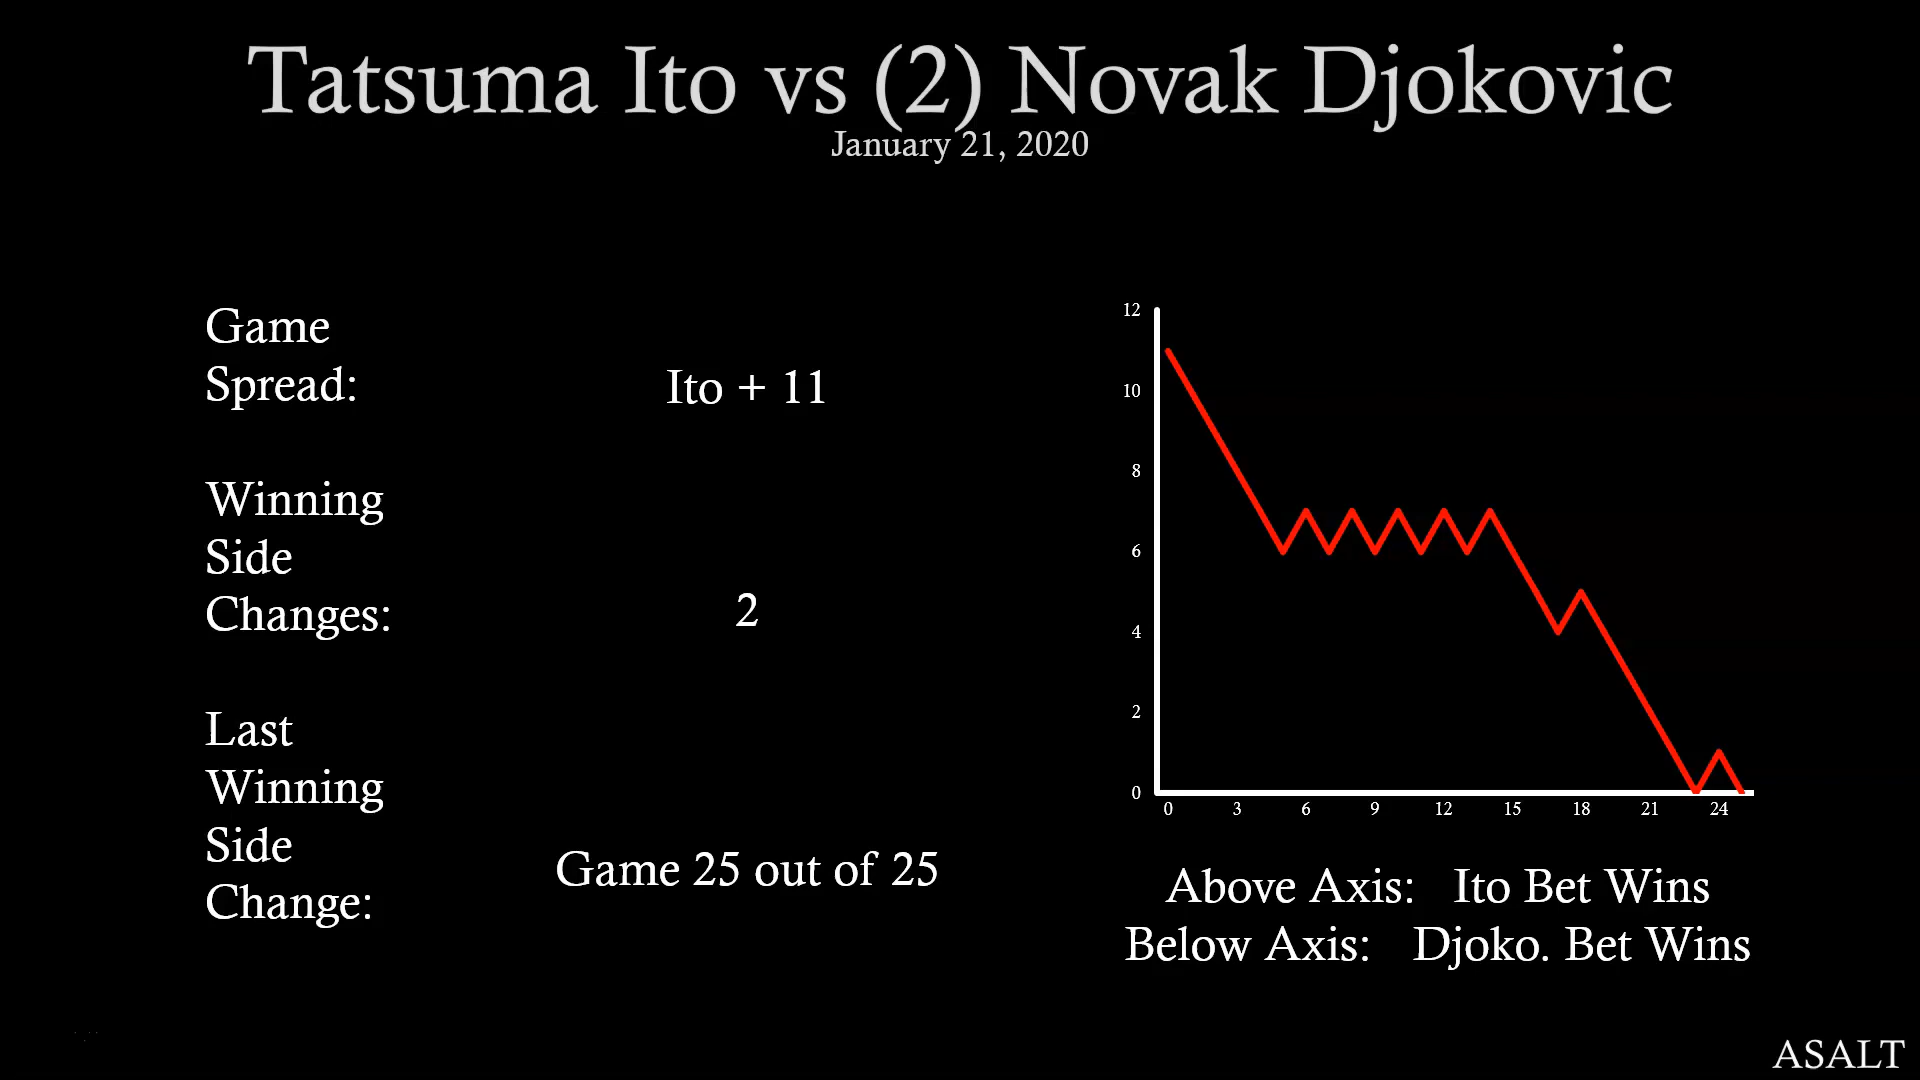 Tatsuma Ito vs (2) Novak Djokovic
January 21, 2020
Game
Spread:
Ito + 11
Winning
Side
Changes:
2
Last
Winning
Side
Change:
Game 25 out of 25
12
10
8
6
4
2
0
0 3 6 9 12 15 18 21 24
Above Axis: Ito Bet Wins
Below Axis: Djoko. Bet Wins
ASALT